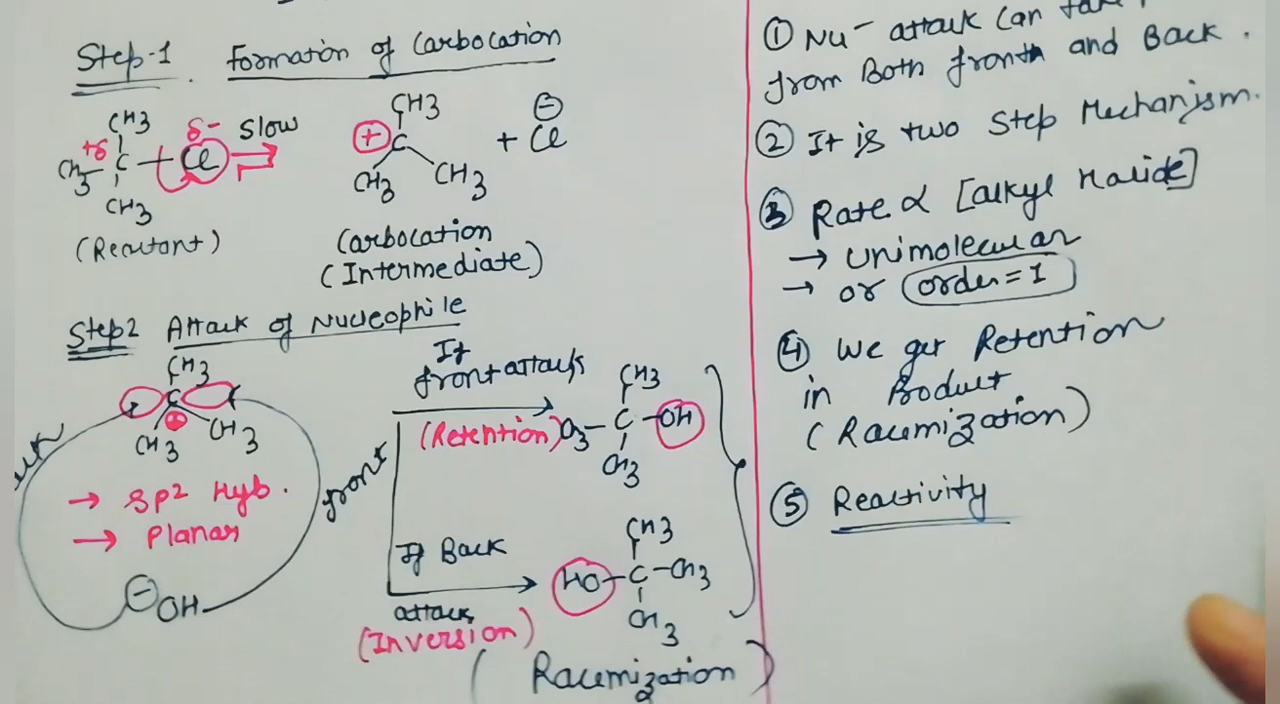 Step-1 Formation of Carbocation
CH3
CH3 +δ C — Cl δ- Slow
CH3
(Reactant)
CH3
+ C
CH3 CH3
+ Cl ⊖
Carbocation
(Intermediate)
Step2 Attack of Nucleophile
CH3
C
CH3 CH3
→ SP2 Hyb.
→ Planar
⊖OH
front
If
front attacks
(Retention)
CH3
CH3 - C - OH
CH3
If Back
attack
(Inversion)
CH3
HO - C - CH3
CH3
(Racemization)
① Nu⁻ attack can
from Both front and Back.
② It is two Step Mechanism.
③ Rate ∝ [alkyl Halide]
→ Unimolecular
→ or order = 1
④ We get Retention
in Product
(Racemization)
⑤ Reactivity